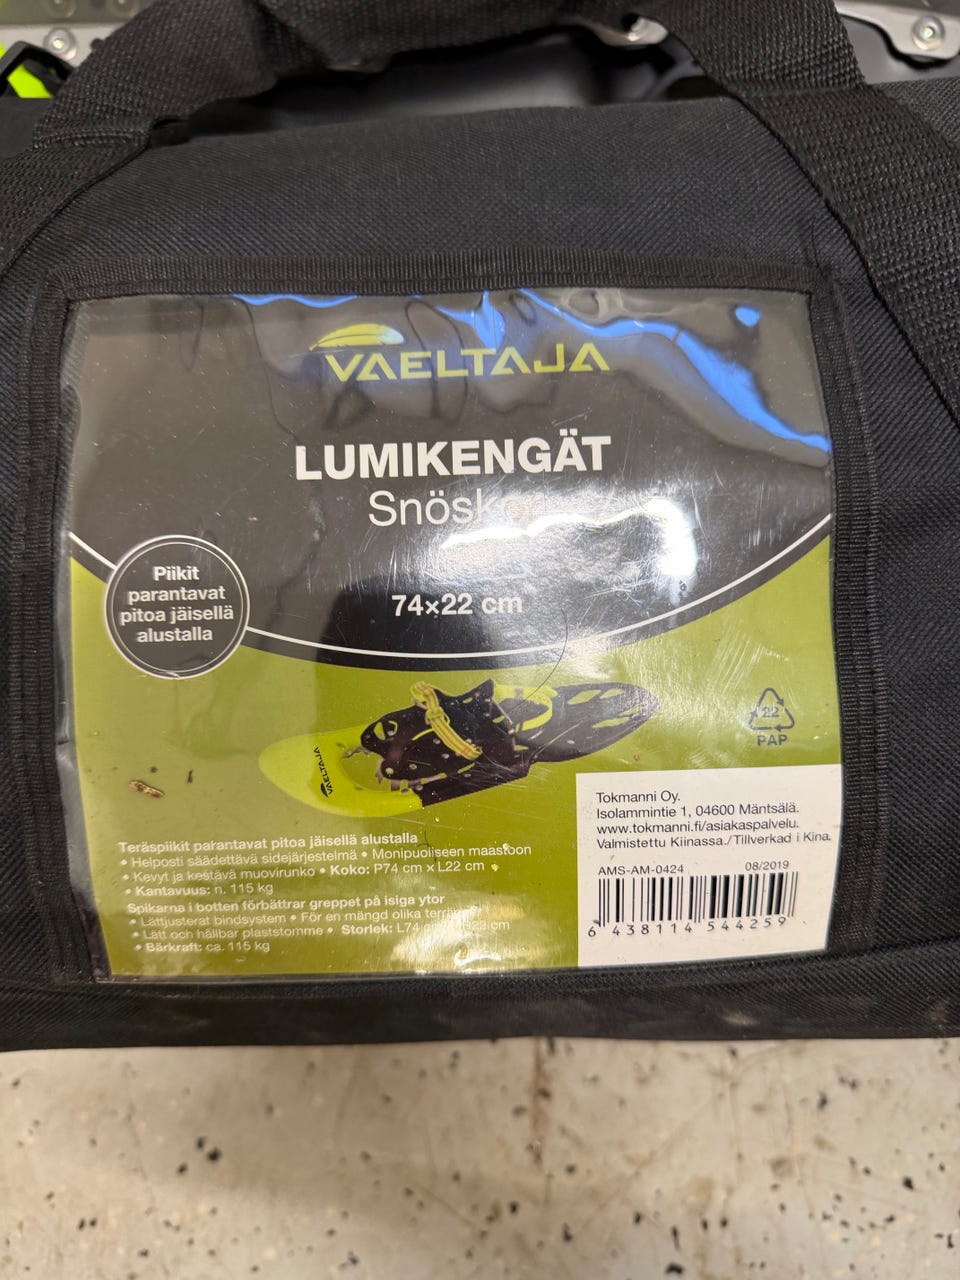 VAELTAJA
LUMIKENGÄT
Snöskor
74×22 cm
Piikit
parantavat
pitoa jäisellä
alustalla
VAELTAJA
22
PAP
Teräspiikit parantavat pitoa jäisellä alustalla
• Helposti säädettävä sidejärjestelmä • Monipuoliseen maastoon
• Kevyt ja kestävä muovirunko • Koko: P74 cm x L22 cm
• Kantavuus: n. 115 kg
Spikarna i botten förbättrar greppet på isiga ytor
• Lättjusterat bindsystem • För en mängd olika
• Lätt och hållbar plaststomme • Storlek: L74 22 cm
• Bärkraft: ca. 115 kg
Tokmanni Oy.
Isolammintie 1, 04600 Mäntsälä.
www.tokmanni.fi/asiakaspalvelu.
Valmistettu Kiinassa./Tillverkad i Kina.
AMS-AM-0424 08/2019
6 438114 544259